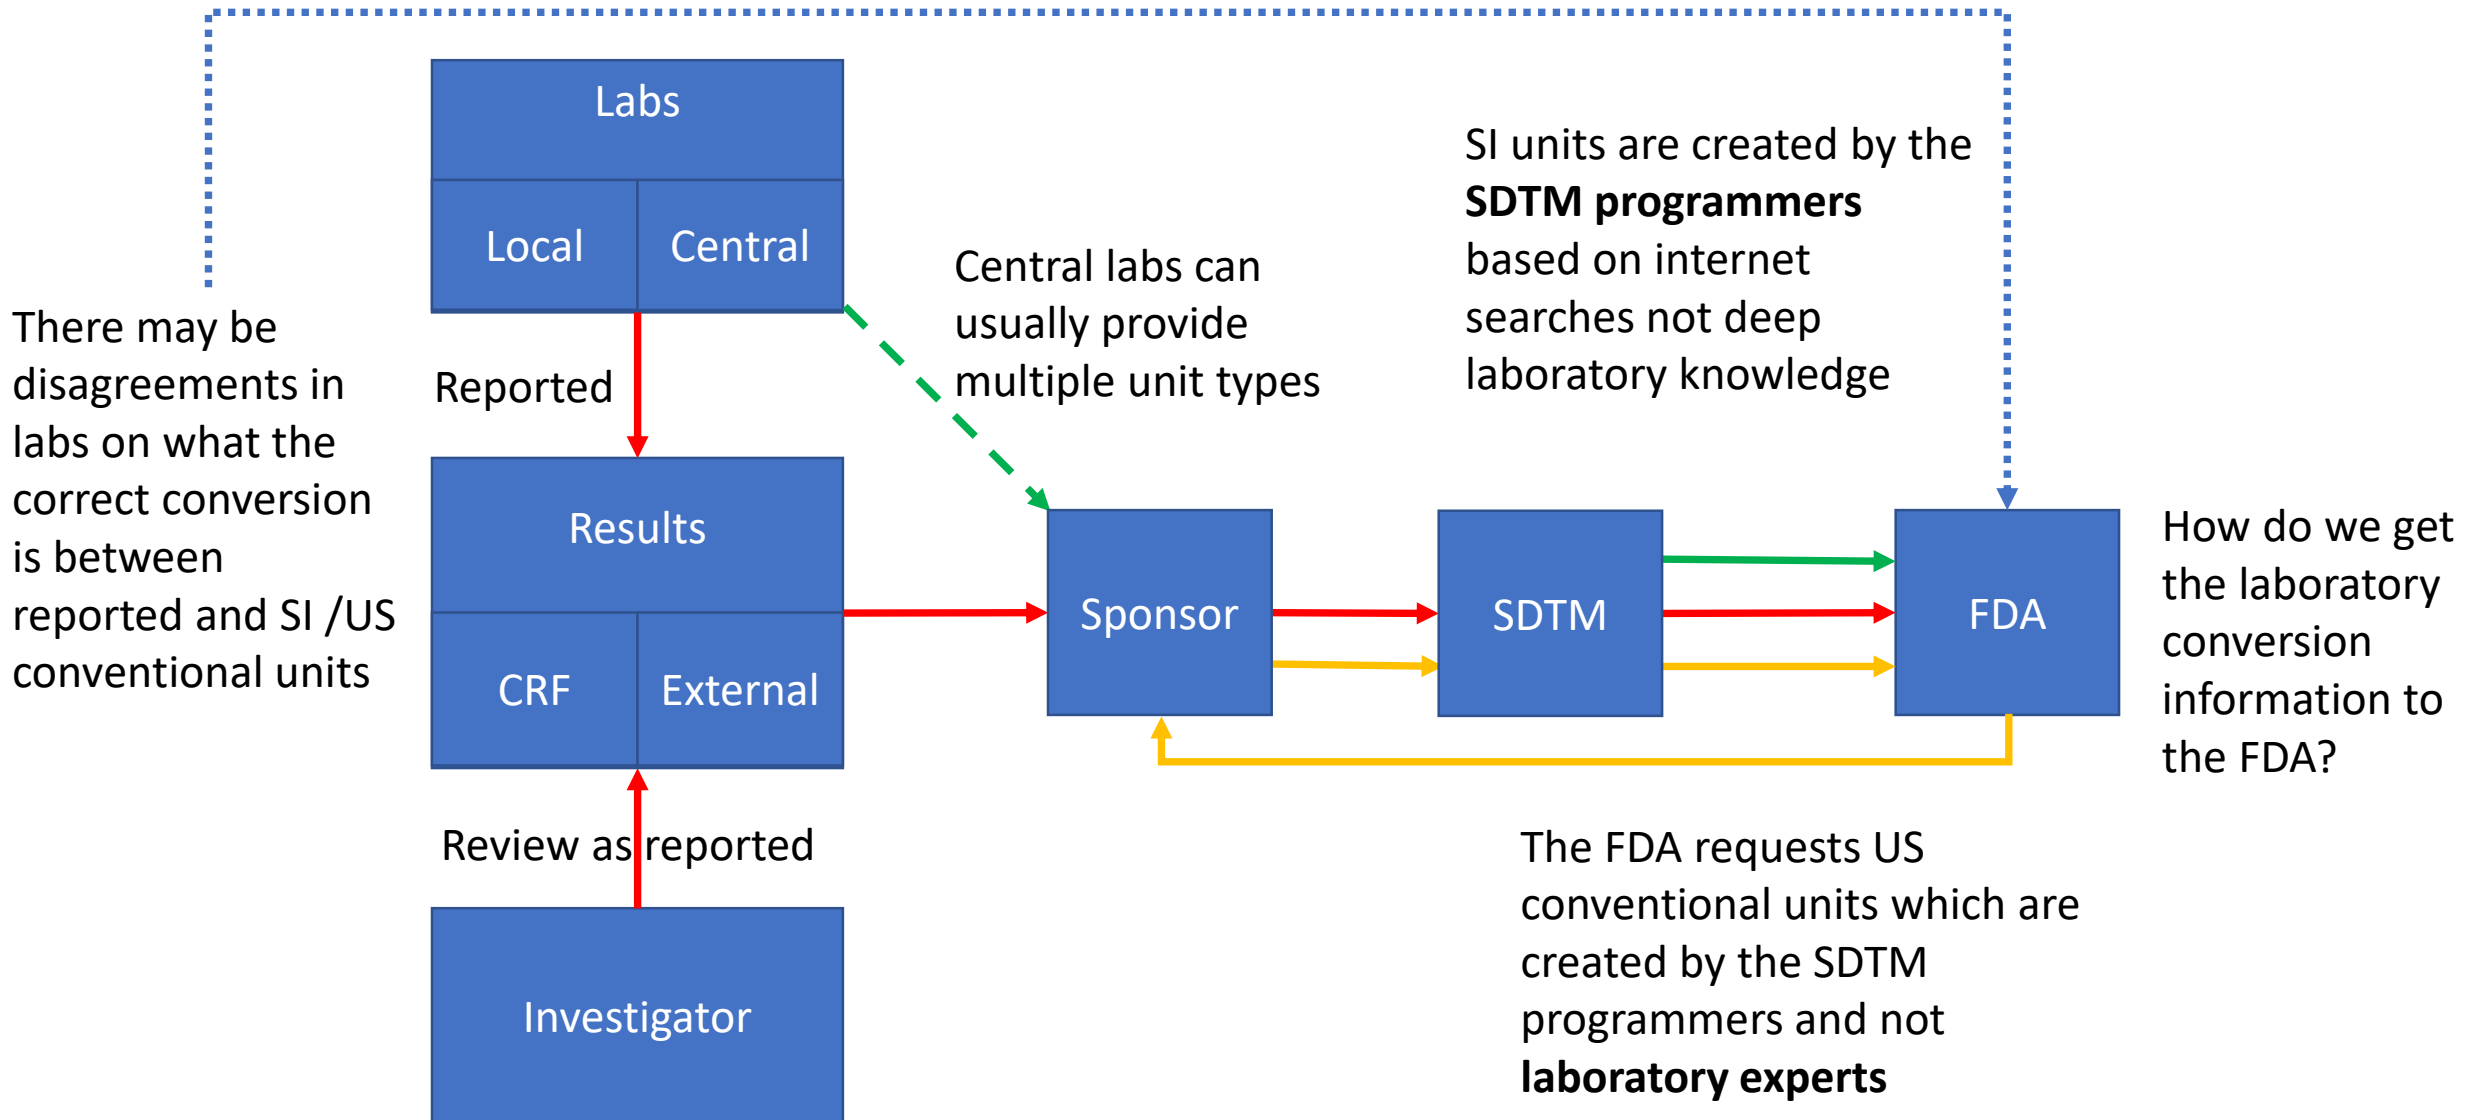 Labs
Local
Central
There may be
disagreements in
labs on what the
correct conversion
is between
reported and SI /US
conventional units
Reported
Central labs can
usually provide
multiple unit types
SI units are created by the
SDTM programmers
based on internet
searches not deep
laboratory knowledge
Results
CRF
External
Sponsor
SDTM
FDA
How do we get
the laboratory
conversion
information to
the FDA?
Review as reported
Investigator
The FDA requests US
conventional units which are
created by the SDTM
programmers and not
laboratory experts